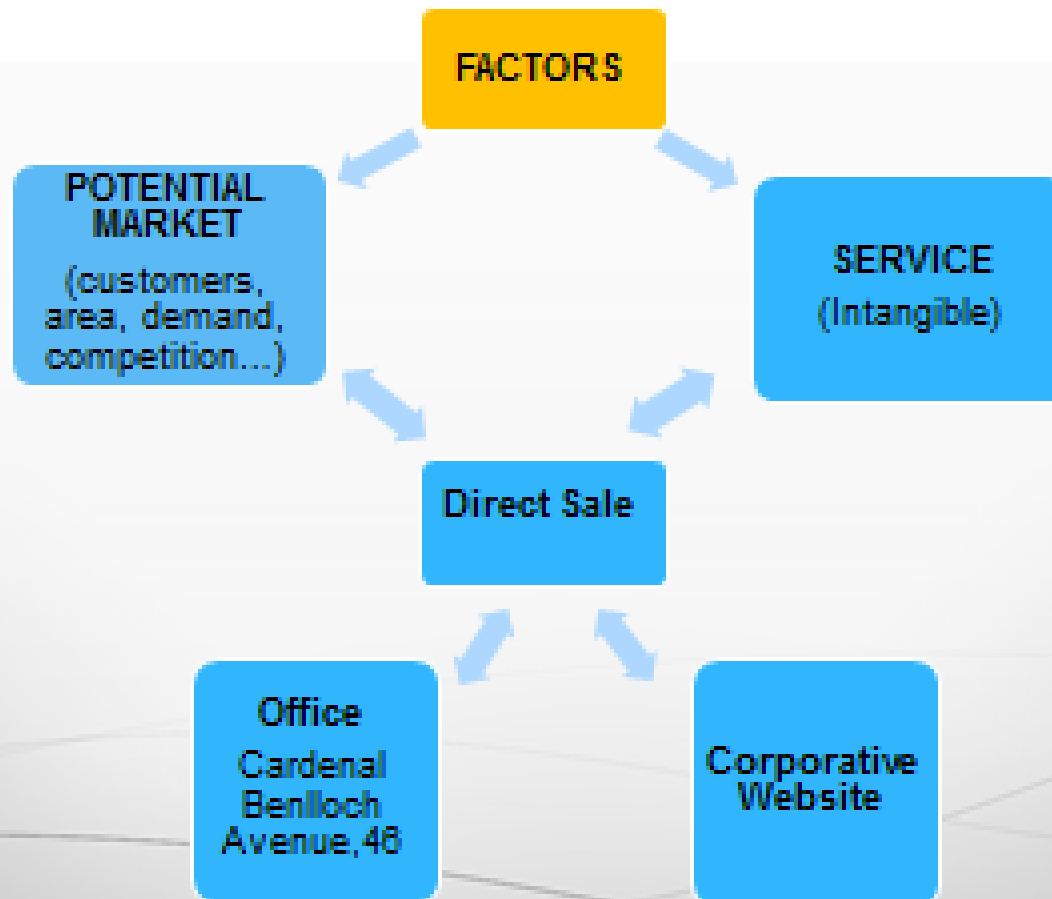 FACTORS
POTENTIAL
MARKET
(customers,
area, demand,
competition...)
SERVICE
(Intangible)
Direct Sale
Office
Cardenal
Benlloch
Avenue,46
Corporative
Website